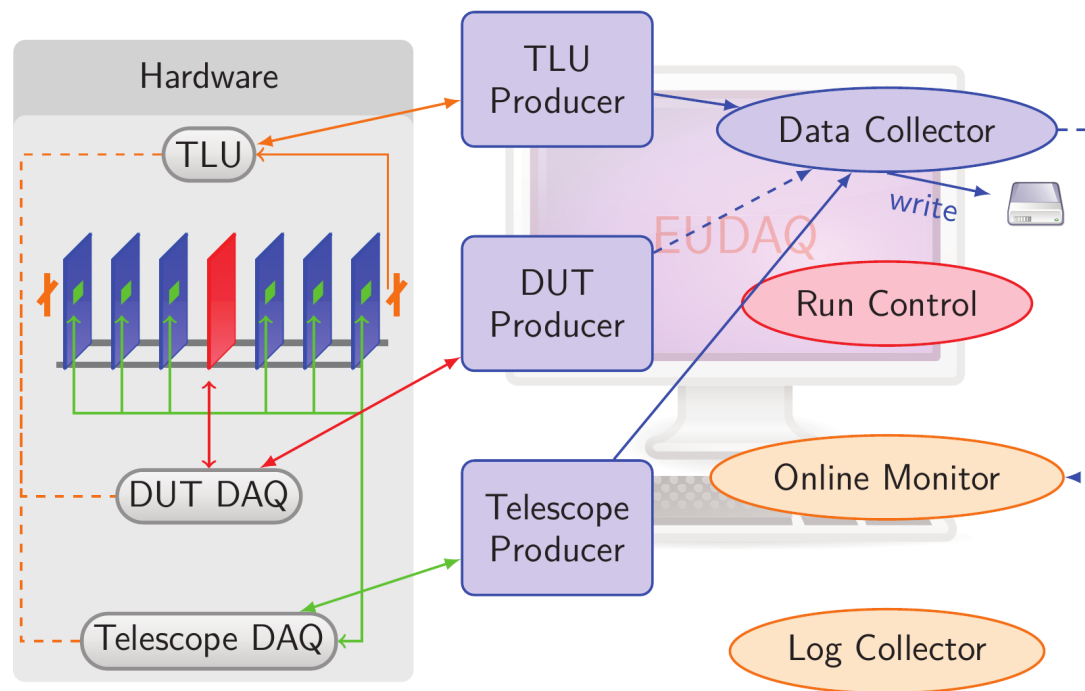 Hardware
TLU
DUT DAQ
Telescope DAQ
TLU
Producer
DUT
Producer
Telescope
Producer
EUDAQ
Data Collector
write
Run Control
Online Monitor
Log Collector